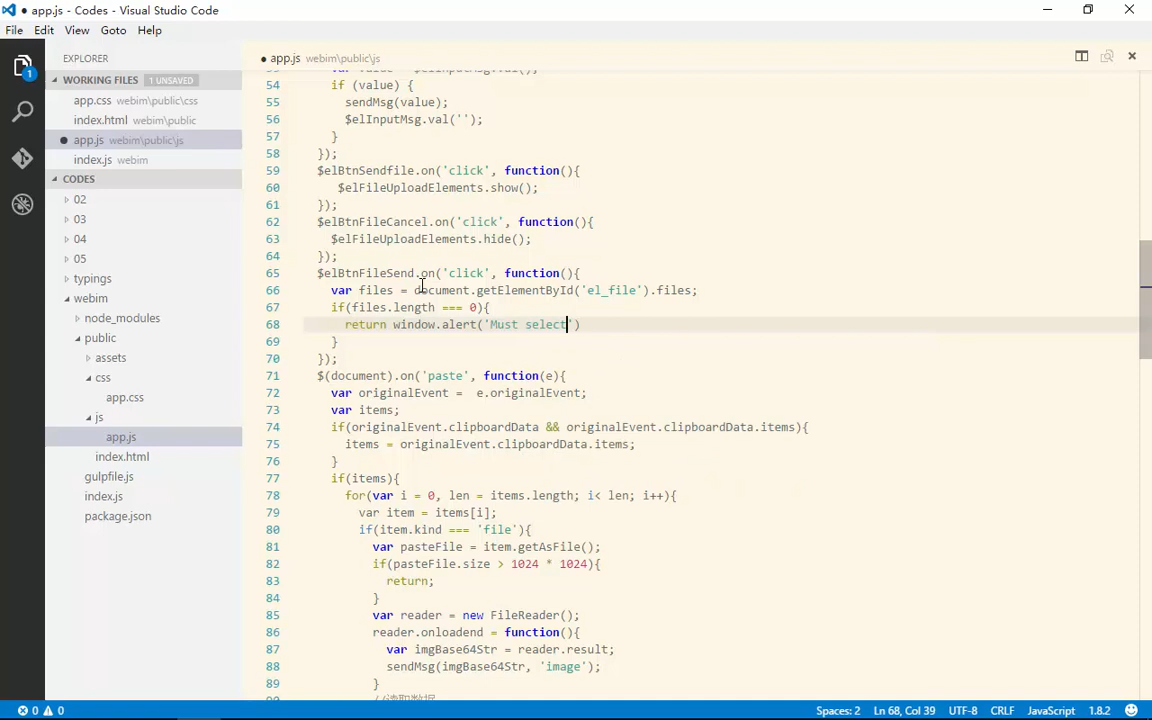 app.js - Codes - Visual Studio Code
File Edit View Goto Help
EXPLORER
WORKING FILES 1 UNSAVED
app.css webim\public\css
index.html webim\public
app.js webim\public\js
index.js webim
CODES
02
03
04
05
typings
webim
node_modules
public
assets
css
app.css
js
app.js
index.html
gulpfile.js
index.js
package.json
1
app.js webim\public\js
54 if (value) {
55 sendMsg(value);
56 $elInputMsg.val('');
57 }
58 });
59 $elBtnSendfile.on('click', function(){
60 $elFileUploadElements.show();
61 });
62 $elBtnFileCancel.on('click', function(){
63 $elFileUploadElements.hide();
64 });
65 $elBtnFileSend.on('click', function(){
66 var files = document.getElementById('el_file').files;
67 if(files.length === 0){
68 return window.alert('Must select')
69 }
70 });
71 $(document).on('paste', function(e){
72 var originalEvent = e.originalEvent;
73 var items;
74 if(originalEvent.clipboardData && originalEvent.clipboardData.items){
75 items = originalEvent.clipboardData.items;
76 }
77 if(items){
78 for(var i = 0, len = items.length; i< len; i++){
79 var item = items[i];
80 if(item.kind === 'file'){
81 var pasteFile = item.getAsFile();
82 if(pasteFile.size > 1024 * 1024){
83 return;
84 }
85 var reader = new FileReader();
86 reader.onloadend = function(){
87 var imgBase64Str = reader.result;
88 sendMsg(imgBase64Str, 'image');
89 }
0 0 Spaces: 2 Ln 68, Col 39 UTF-8 CRLF JavaScript 1.8.2